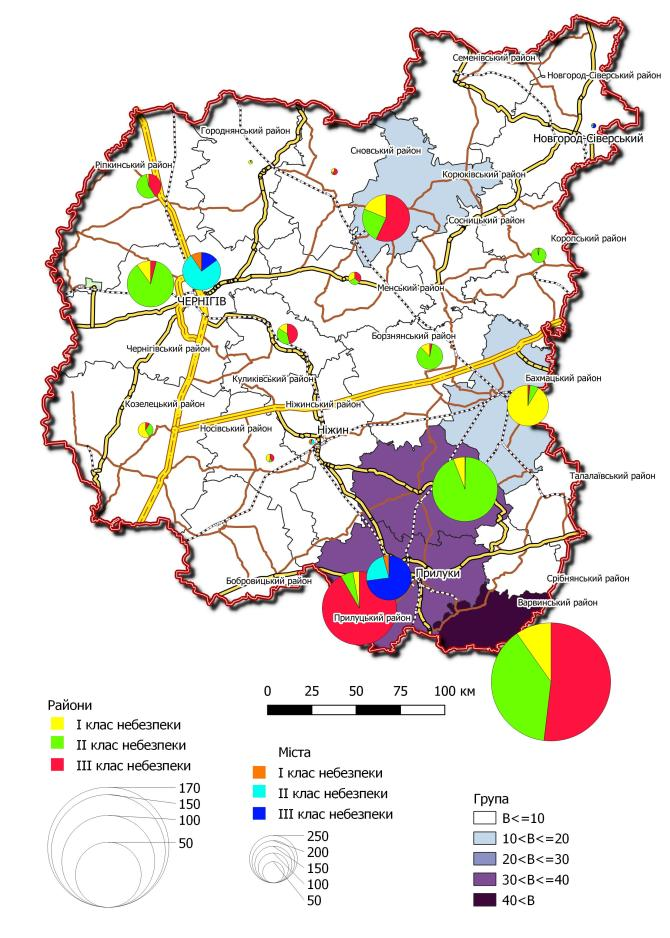 Семенівський район
Новгород-Сіверський район
Городнянський район
Новгород-Сіверський
Сновський район
Ріпкинський район
Корюківський район
Сосницький район
Коропський район
Менський район
ЧЕРНІГІВ
Борзнянський район
Чернігівський район
Куликівський район
Бахмацький район
Козелецький район
Ніжинський район
Носівський район
Ніжин
Талалаївський район
Прилуки
Бобровицький район
Срібнянський район
Варвинський район
Прилуцький район
0 25 50 75 100 км
Райони
І клас небезпеки
ІІ клас небезпеки
ІІІ клас небезпеки
170
150
100
50
Міста
І клас небезпеки
ІІ клас небезпеки
ІІІ клас небезпеки
250
200
150
100
50
Група
B<=10
10<B<=20
20<B<=30
30<B<=40
40<B